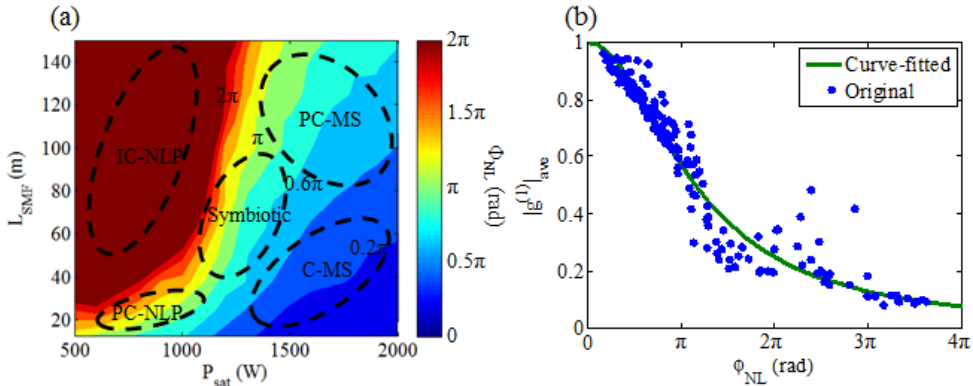 (a)
L_SMF (m)
140
120
100
80
60
40
20
500
1000
1500
2000
P_sat (W)
IC-NLP
2π
PC-MS
π
0.6π
Symbiotic
0.2π
C-MS
PC-NLP
2π
1.5π
π
0.5π
0
Φ_NL (rad)
(b)
|g^(1)|_ave
1
0.8
0.6
0.4
0.2
0
0
π
2π
3π
4π
ϕ_NL (rad)
Curve-fitted
Original